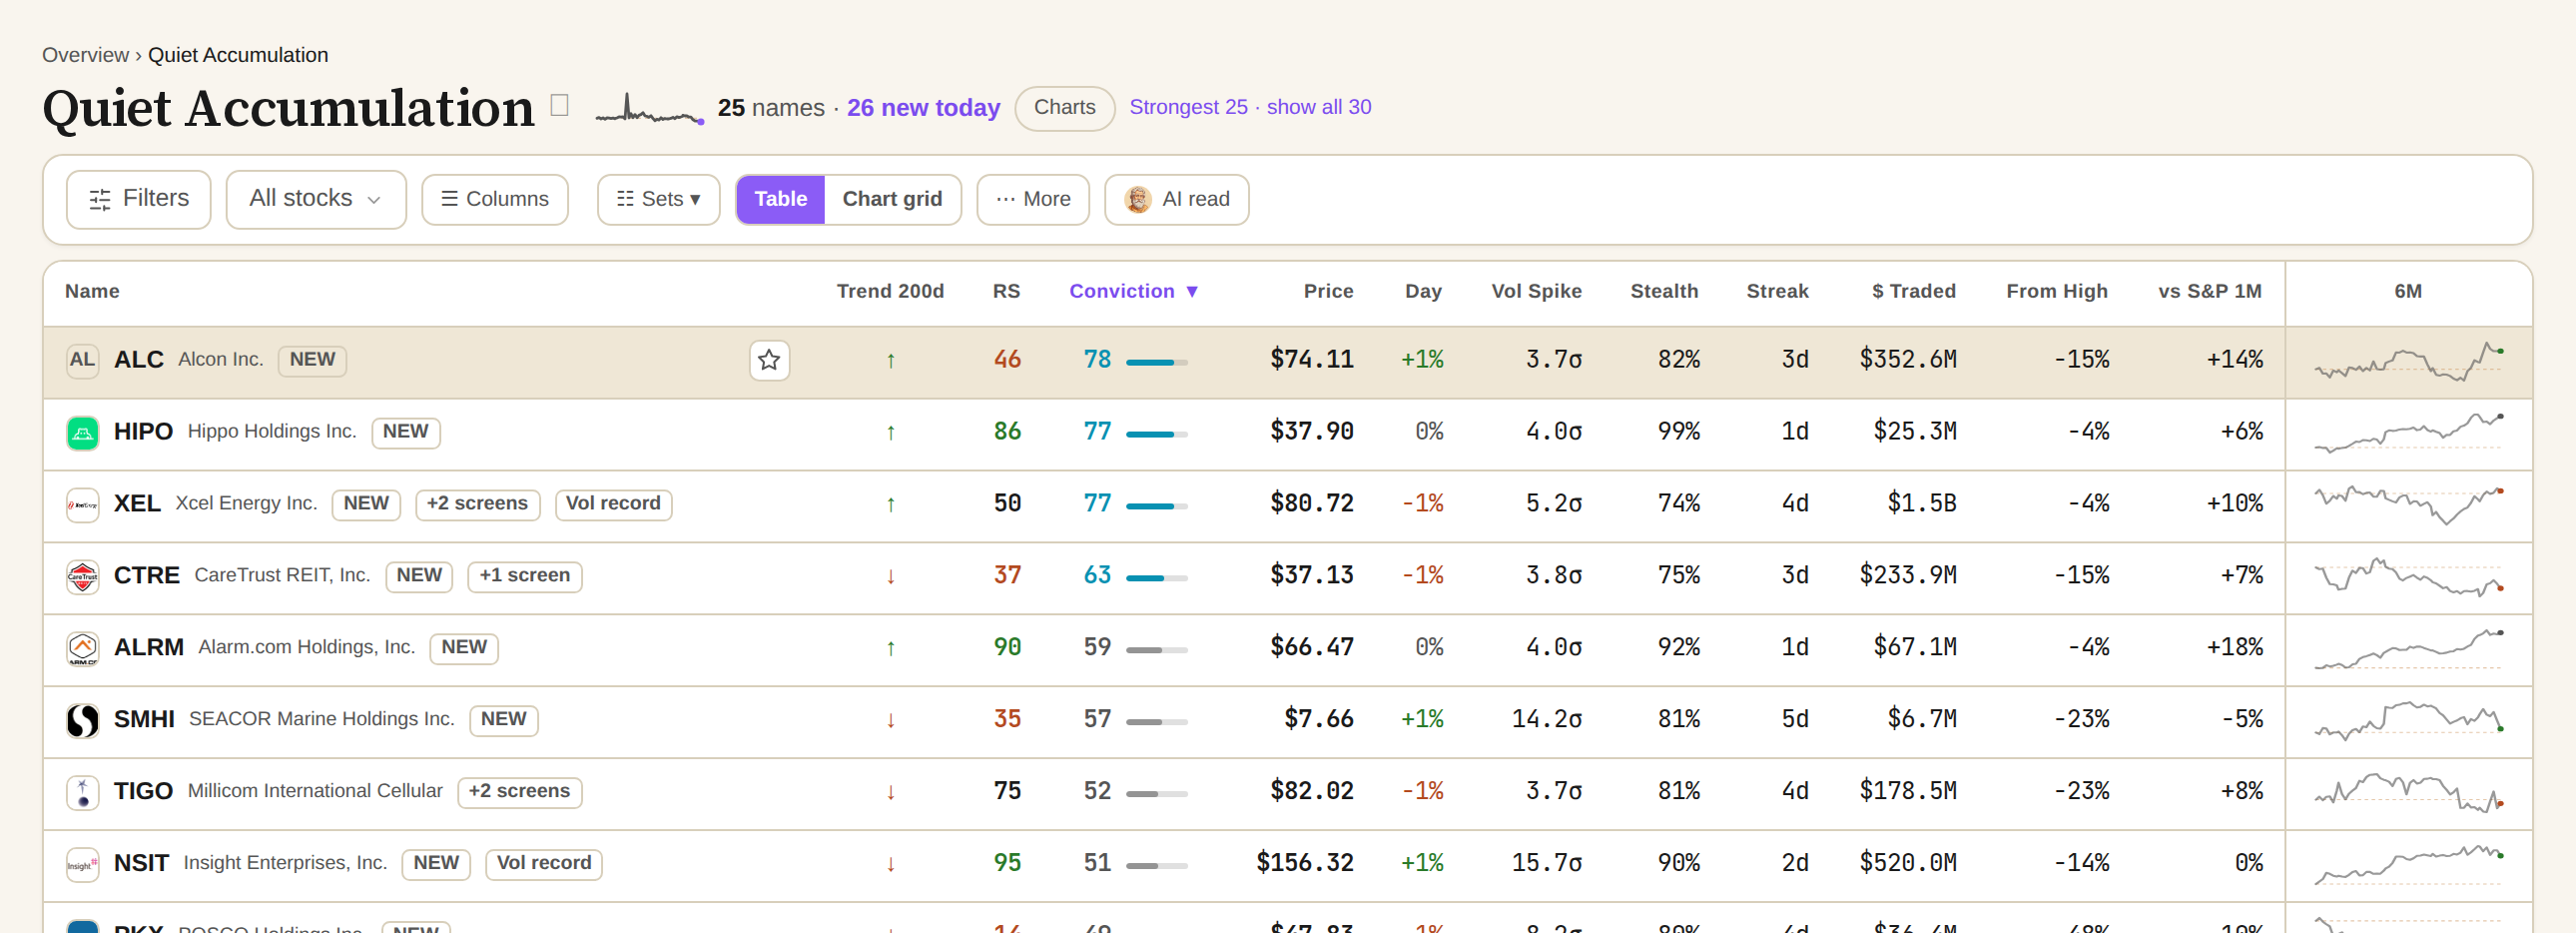 Overview › Quiet Accumulation
Quiet Accumulation 25 names · 26 new today Charts Strongest 25 · show all 30
Filters All stocks Columns Sets ▾ Table Chart grid ··· More AI read
Name Trend 200d RS Conviction ▼ Price Day Vol Spike Stealth Streak $ Traded From High vs S&P 1M 6M
AL ALC Alcon Inc. NEW ↑ 46 78 $74.11 +1% 3.7σ 82% 3d $352.6M -15% +14%
HIPO Hippo Holdings Inc. NEW ↑ 86 77 $37.90 0% 4.0σ 99% 1d $25.3M -4% +6%
XEL Xcel Energy Inc. NEW +2 screens Vol record ↑ 50 77 $80.72 -1% 5.2σ 74% 4d $1.5B -4% +10%
CareTrust CTRE CareTrust REIT, Inc. NEW +1 screen ↓ 37 63 $37.13 -1% 3.8σ 75% 3d $233.9M -15% +7%
ALRM Alarm.com Holdings, Inc. NEW ↑ 90 59 $66.47 0% 4.0σ 92% 1d $67.1M -4% +18%
SMHI SEACOR Marine Holdings Inc. NEW ↓ 35 57 $7.66 +1% 14.2σ 81% 5d $6.7M -23% -5%
TIGO Millicom International Cellular +2 screens ↓ 75 52 $82.02 -1% 3.7σ 81% 4d $178.5M -23% +8%
Insight NSIT Insight Enterprises, Inc. NEW Vol record ↓ 95 51 $156.32 +1% 15.7σ 90% 2d $520.0M -14% 0%
PKX POSCO Holdings Inc. NEW